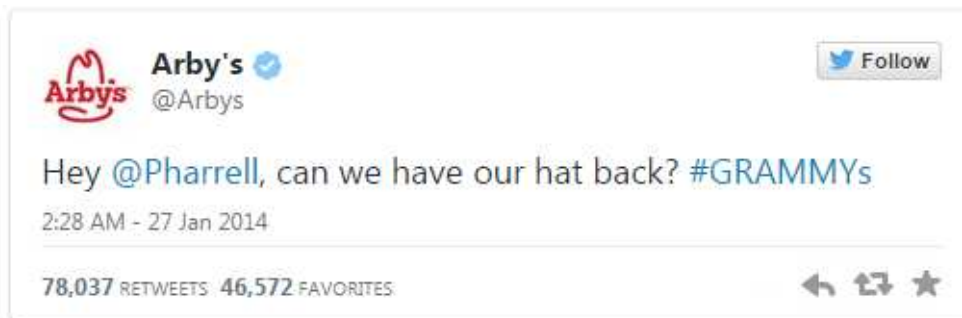 Arby's
Follow
Arbys
@Arbys
Hey @Pharrell, can we have our hat back? #GRAMMYs
2:28 AM - 27 Jan 2014
78,037 RETWEETS 46,572 FAVORITES